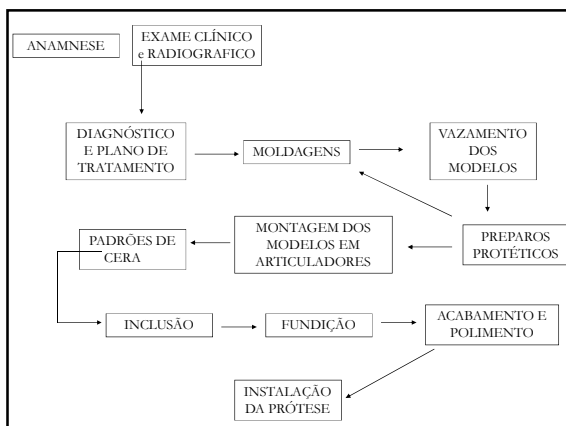 ANAMNESE
EXAME CLÍNICO
e RADIOGRAFICO
DIAGNÓSTICO
E PLANO DE
TRATAMENTO
MOLDAGENS
VAZAMENTO
DOS
MODELOS
PADRÕES DE
CERA
MONTAGEM DOS
MODELOS EM
ARTICULADORES
PREPAROS
PROTÉTICOS
INCLUSÃO
FUNDIÇÃO
ACABAMENTO E
POLIMENTO
INSTALAÇÃO
DA PRÓTESE